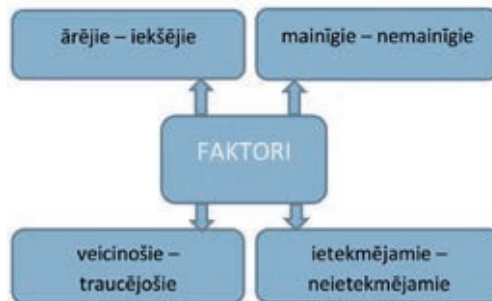 ārējie – iekšējie
mainīgie – nemainīgie
FAKTORI
veicinošie –
traucējošie
ietekmējamie –
neietekmējamie